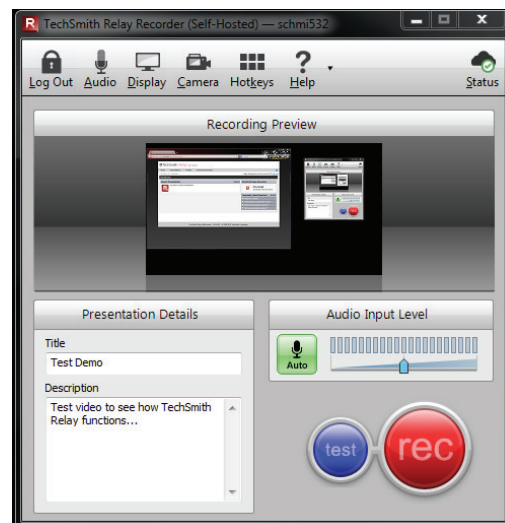 R TechSmith Relay Recorder (Self-Hosted) — schmi532
Log Out Audio Display Camera Hotkeys Help Status
Recording Preview
Presentation Details
Title
Test Demo
Description
Test video to see how TechSmith
Relay functions...
Audio Input Level
Auto
test
rec